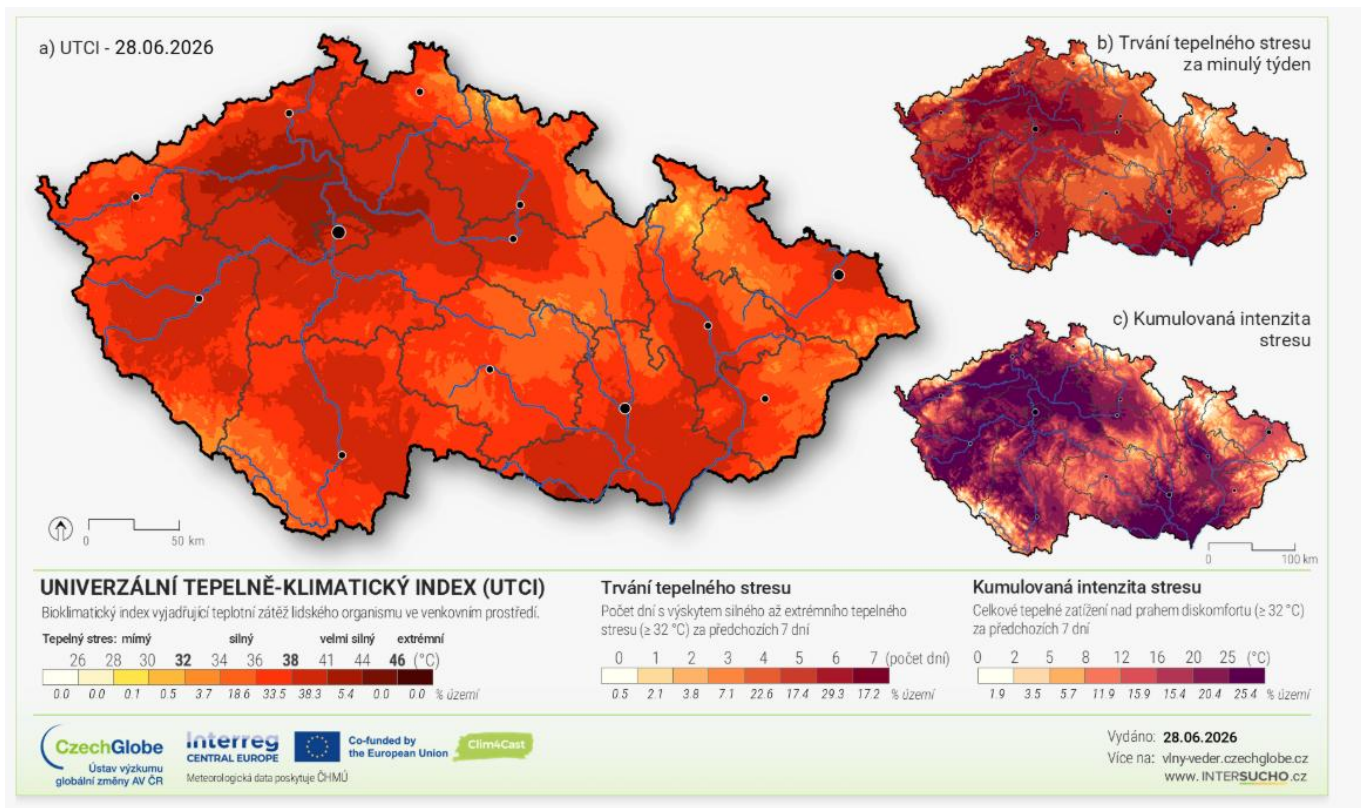 a) UTCI - 28.06.2026
b) Trvání tepelného stresu
za minulý týden
c) Kumulovaná intenzita
stresu
0 50 km
0 100 km
UNIVERZÁLNÍ TEPELNĚ-KLIMATICKÝ INDEX (UTCI)
Bioklimatický index vyjadřující teplotní zátěž lidského organismu ve venkovním prostředí.
Tepelný stres: mírný silný velmi silný extrémní
26 28 30 32 34 36 38 41 44 46 (°C)
0.0 0.0 0.1 0.5 3.7 18.6 33.5 38.3 5.4 0.0 0.0 % území
Trvání tepelného stresu
Počet dní s výskytem silného až extrémního tepelného
stresu (≥ 32 °C) za předchozích 7 dní
0 1 2 3 4 5 6 7 (počet dní)
0.5 2.1 3.8 7.1 22.6 17.4 29.3 17.2 % území
Kumulovaná intenzita stresu
Celkové tepelné zatížení nad prahem diskomfortu (≥ 32 °C)
za předchozích 7 dní
0 2 5 8 12 16 20 25 (°C)
1.9 3.5 5.7 11.9 15.9 15.4 20.4 25.4 % území
CzechGlobe
Ústav výzkumu
globální změny AV ČR
Interreg
CENTRAL EUROPE
Co-funded by
the European Union
Clim4Cast
Meteorologická data poskytuje ČHMÚ
Vydáno: 28.06.2026
Více na: vlny-veder.czechglobe.cz
www. INTERSUCHO.cz